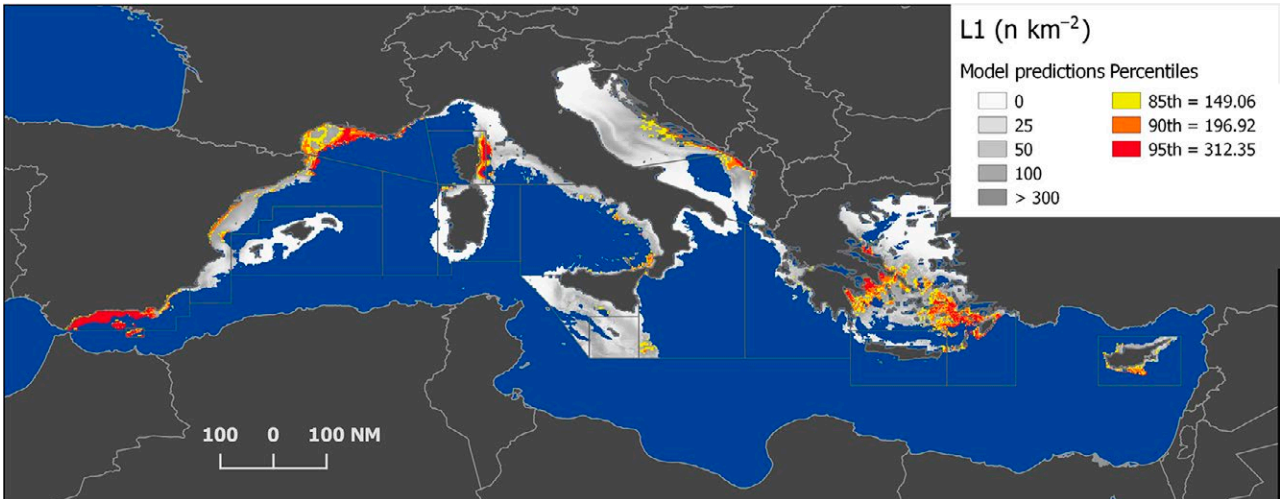 L1 (n km⁻²)
Model predictions Percentiles
0 85th = 149.06
25 90th = 196.92
50 95th = 312.35
100
> 300
100 0 100 NM